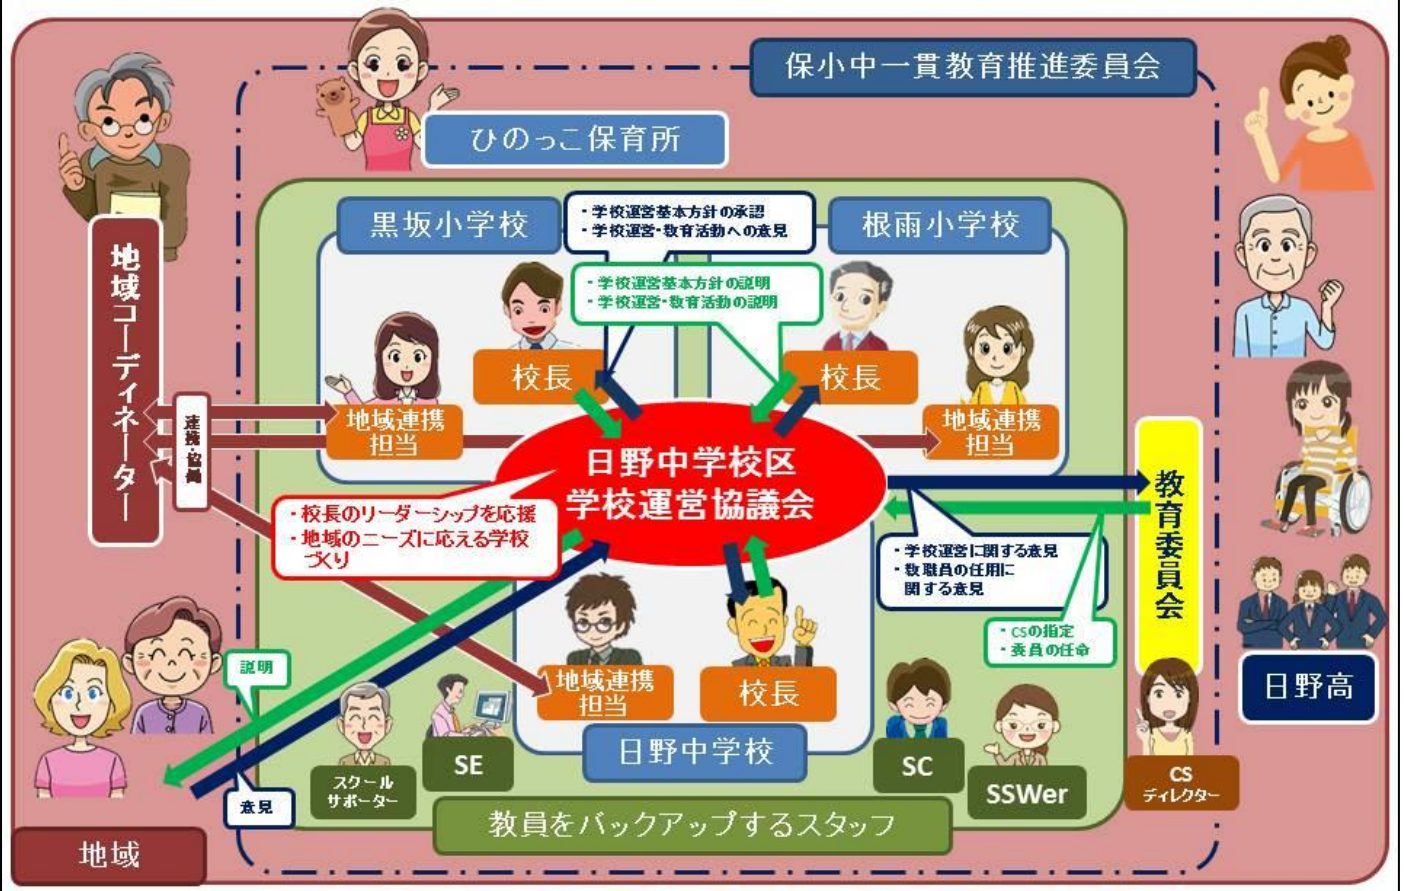 保小中一貫教育推進委員会
ひのっこ保育所
黒坂小学校
・学校運営基本方針の承認
・学校運営・教育活動への意見
根雨小学校
・学校運営基本方針の説明
・学校運営・教育活動の説明
地域コーディネーター
校長
校長
地域連携
担当
地域連携
担当
連携・協働
日野中学校区
学校運営協議会
教育委員会
・校長のリーダーシップを応援
・地域のニーズに応える学校
づくり
・学校運営に関する意見
・教職員の任用に
関する意見
・CSの指定
・委員の任命
説明
地域連携
担当
校長
日野高
日野中学校
SE
スクール
サポーター
SC
SSWer
CS
ディレクター
意見
教員をバックアップするスタッフ
地域